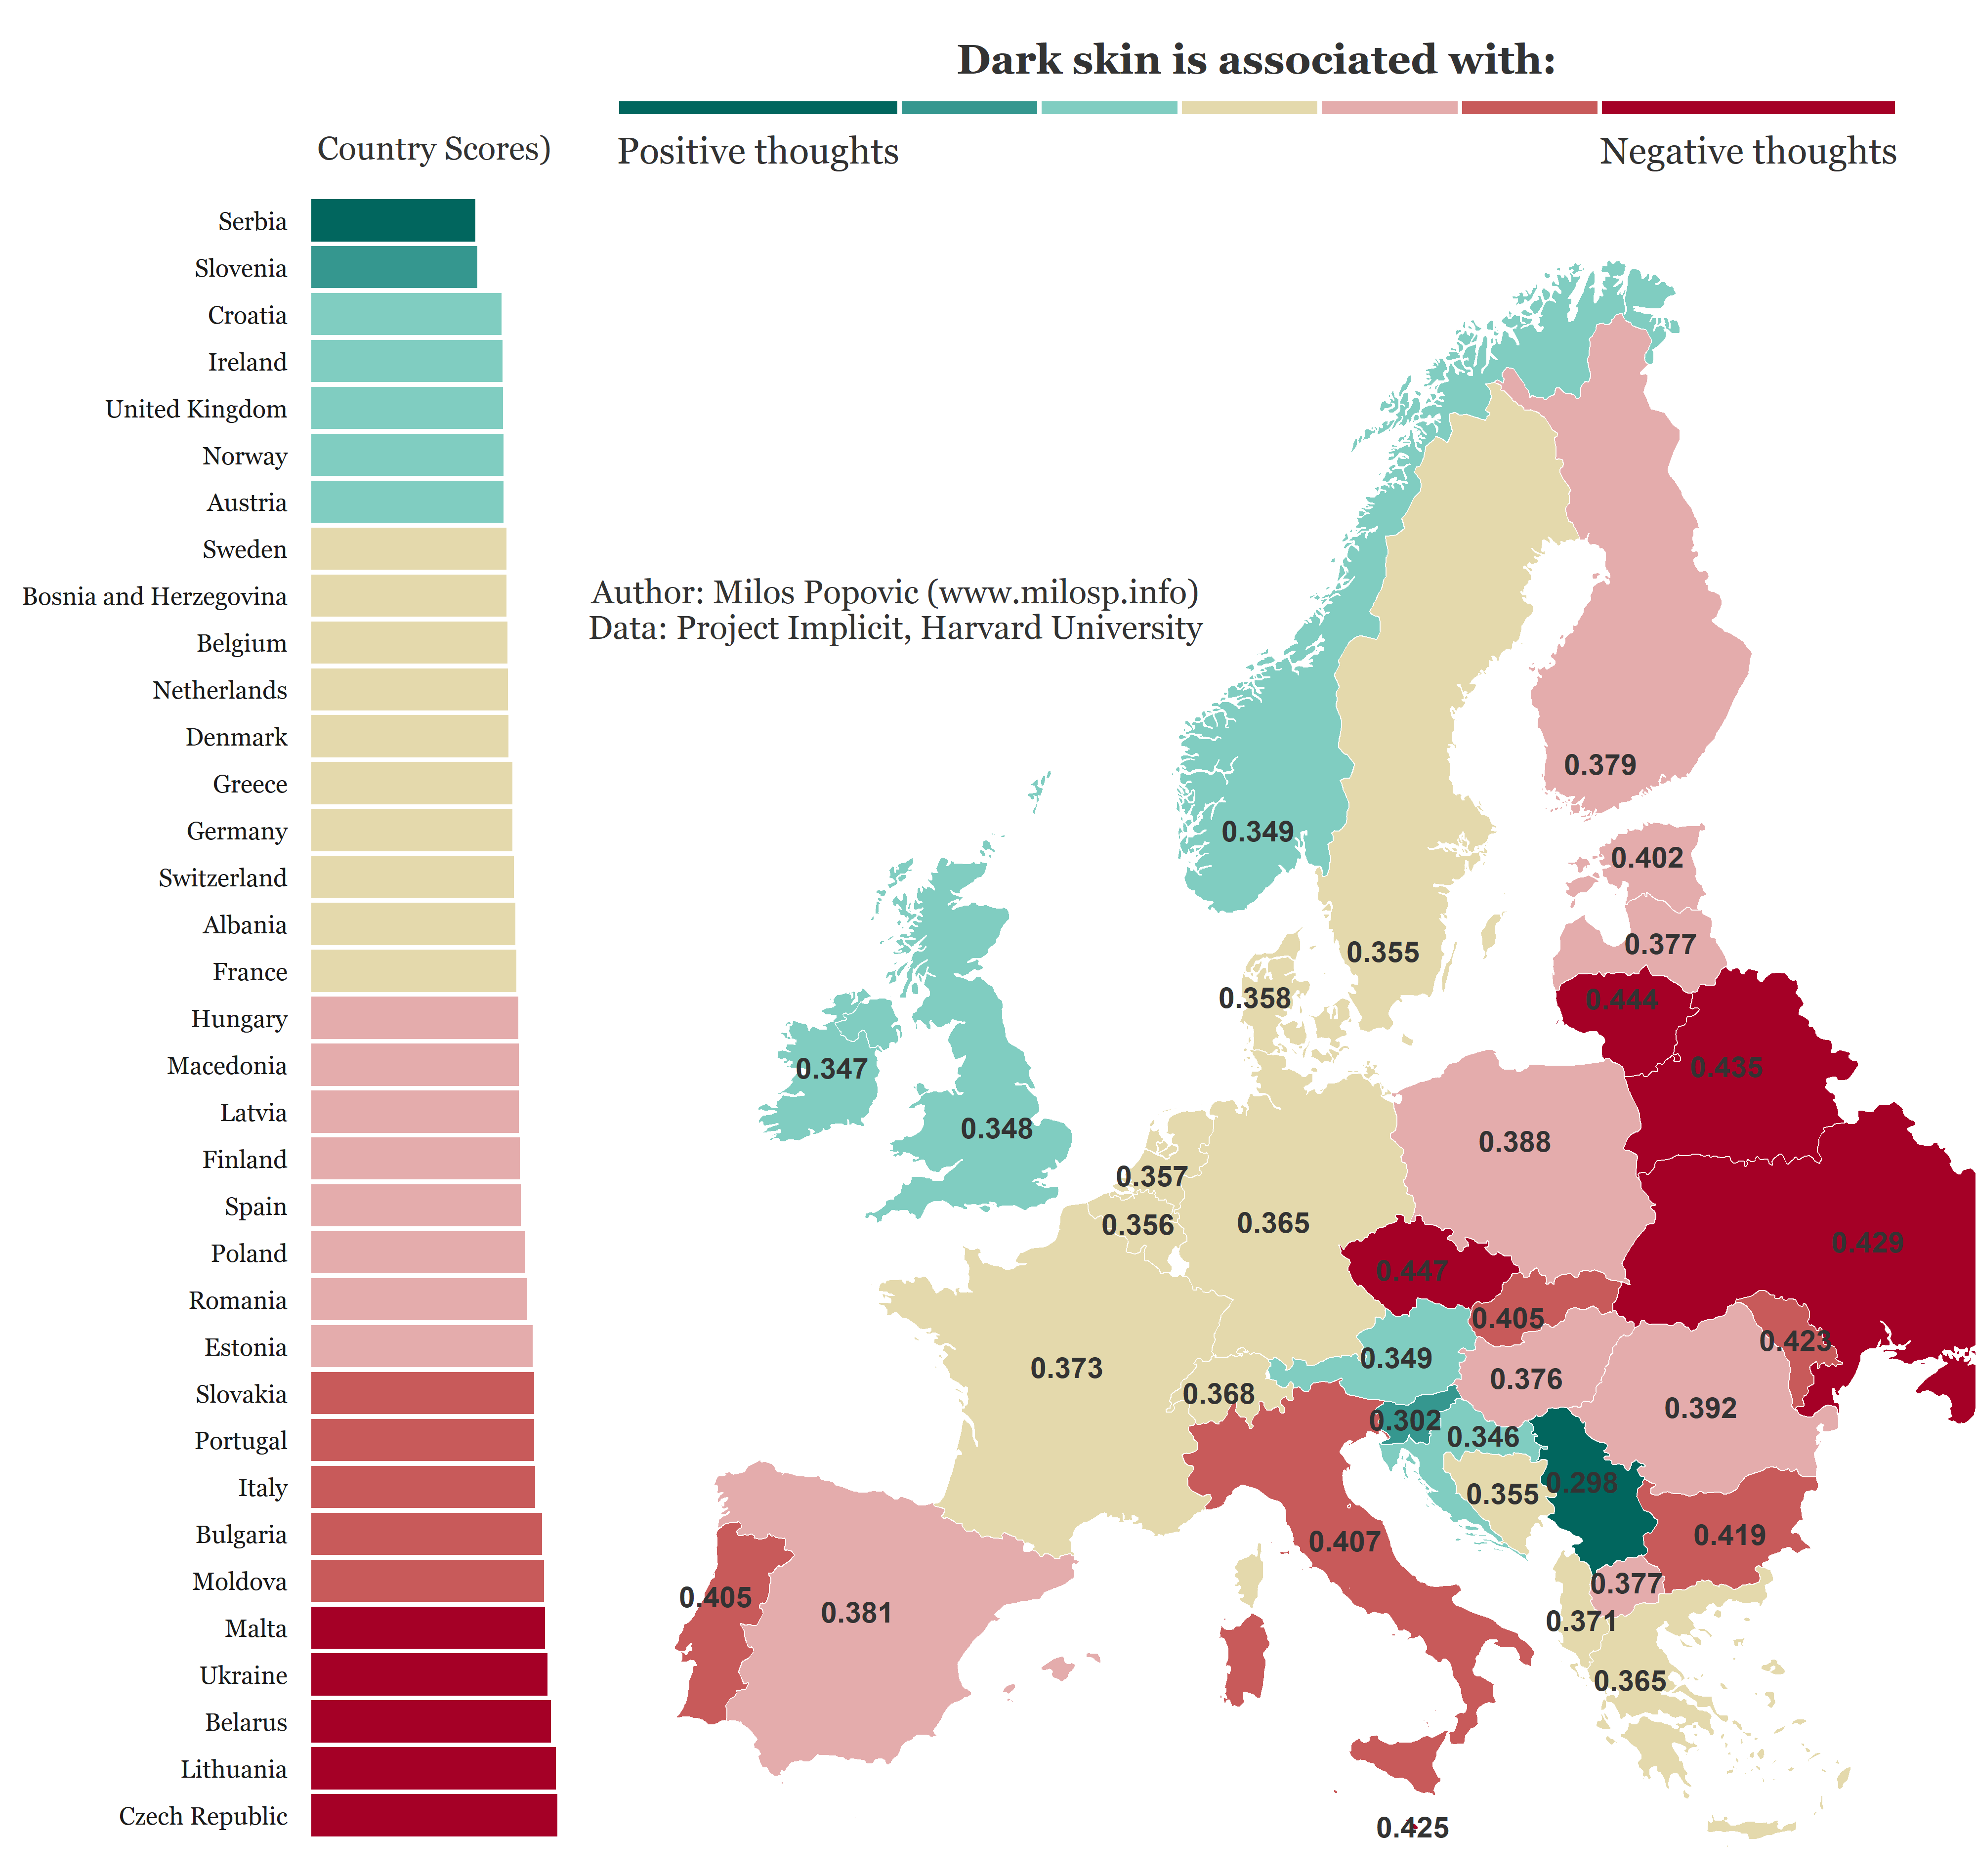 Dark skin is associated with:
Positive thoughts
Negative thoughts
Country Scores)
Serbia
Slovenia
Croatia
Ireland
United Kingdom
Norway
Austria
Sweden
Bosnia and Herzegovina
Belgium
Netherlands
Denmark
Greece
Germany
Switzerland
Albania
France
Hungary
Macedonia
Latvia
Finland
Spain
Poland
Romania
Estonia
Slovakia
Portugal
Italy
Bulgaria
Moldova
Malta
Ukraine
Belarus
Lithuania
Czech Republic
Author: Milos Popovic (www.milosp.info)
Data: Project Implicit, Harvard University
0.379
0.349
0.402
0.377
0.355
0.358
0.444
0.347
0.435
0.348
0.388
0.357
0.356
0.365
0.429
0.447
0.405
0.423
0.349
0.373
0.376
0.368
0.392
0.302
0.346
0.298
0.355
0.419
0.407
0.377
0.405
0.381
0.371
0.365
0.425